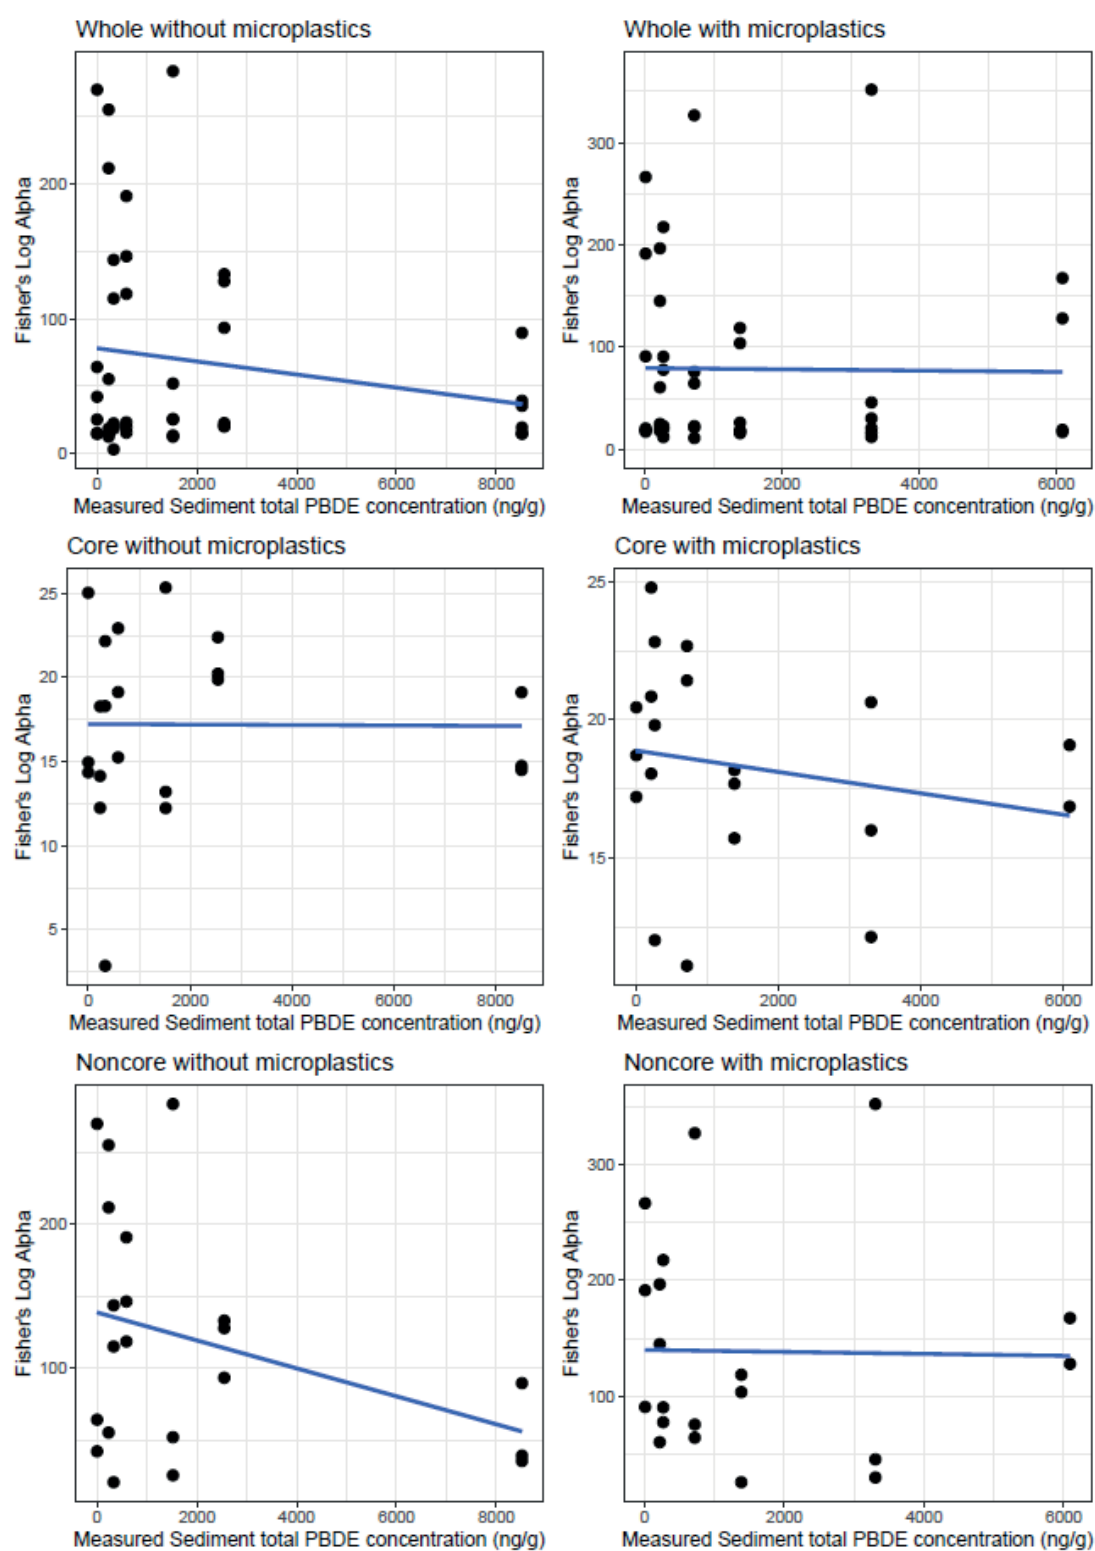 Whole without microplastics
Fisher's Log Alpha
200
100
0
0 2000 4000 6000 8000
Measured Sediment total PBDE concentration (ng/g)
Whole with microplastics
Fisher's Log Alpha
300
200
100
0
0 2000 4000 6000
Measured Sediment total PBDE concentration (ng/g)
Core without microplastics
Fisher's Log Alpha
25
20
15
10
5
0 2000 4000 6000 8000
Measured Sediment total PBDE concentration (ng/g)
Core with microplastics
Fisher's Log Alpha
25
20
15
0 2000 4000 6000
Measured Sediment total PBDE concentration (ng/g)
Noncore without microplastics
Fisher's Log Alpha
200
100
0 2000 4000 6000 8000
Measured Sediment total PBDE concentration (ng/g)
Noncore with microplastics
Fisher's Log Alpha
300
200
100
0 2000 4000 6000
Measured Sediment total PBDE concentration (ng/g)